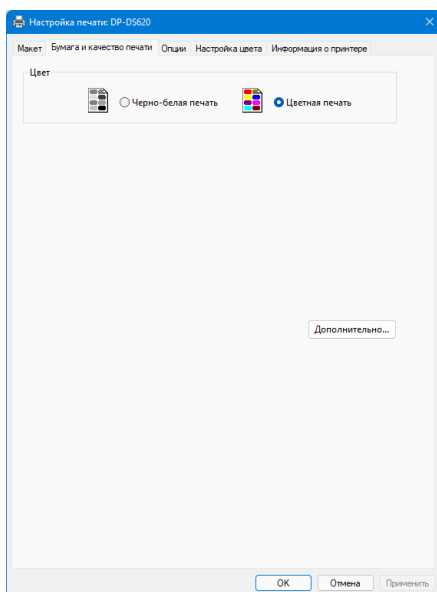 Настройка печати: DP-DS620
Макет Бумага и качество печати Опции Настройка цвета Информация о принтере
Цвет
Черно-белая печать Цветная печать
Дополнительно...
OK Отмена Применить